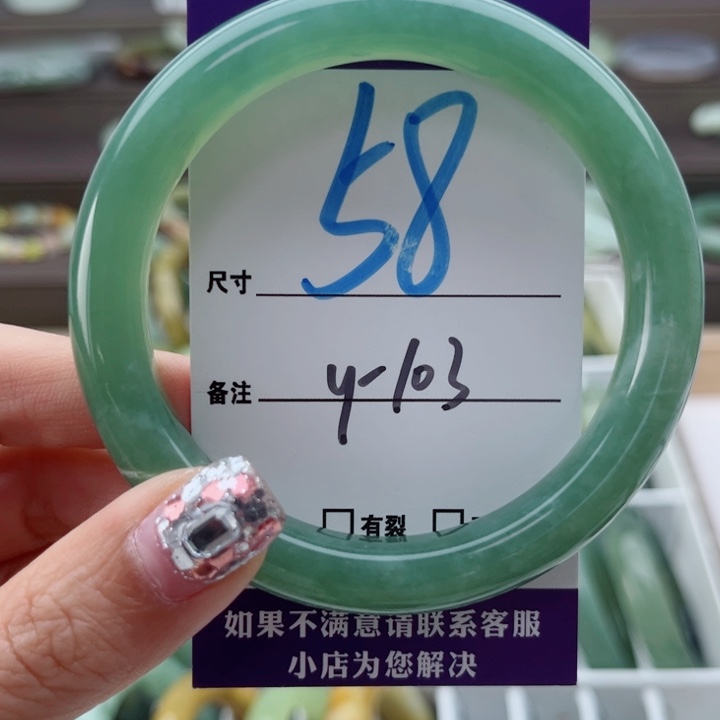 尺寸 58
备注 y-103
□有裂 □
如果不满意请联系客服
小店为您解决